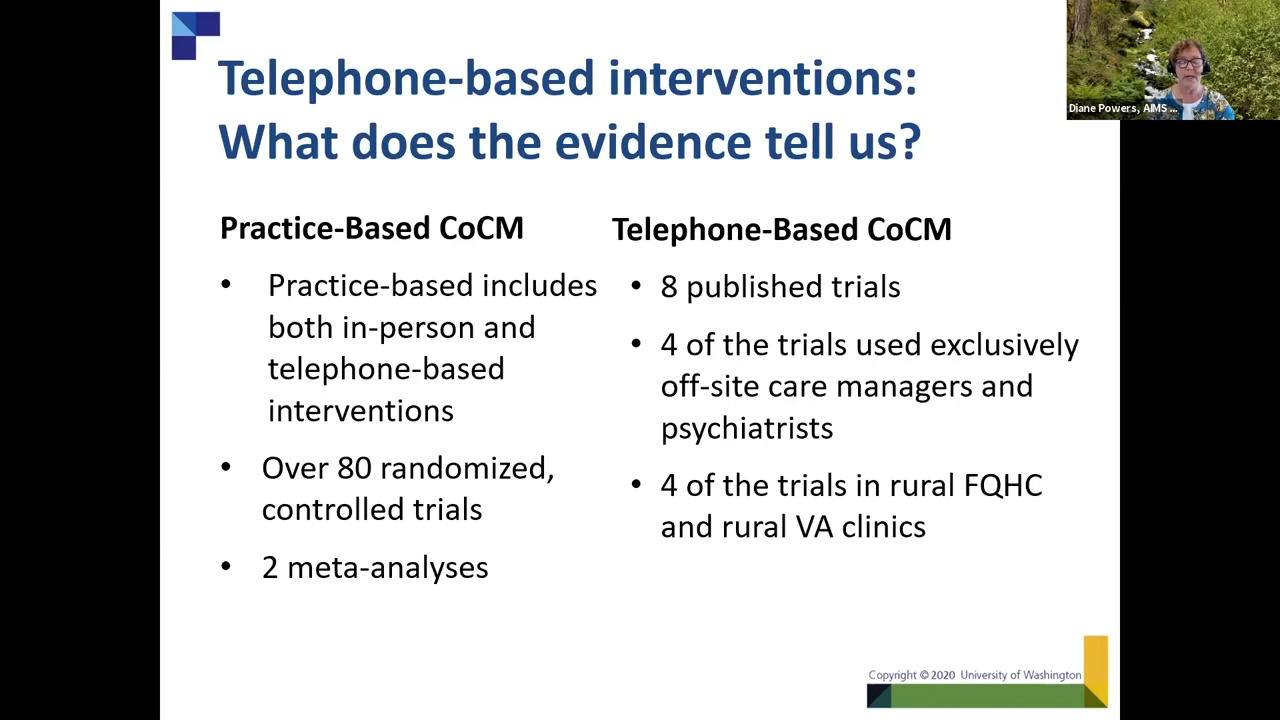 Telephone-based interventions:
What does the evidence tell us?
Practice-Based CoCM
• Practice-based includes
both in-person and
telephone-based
interventions
• Over 80 randomized,
controlled trials
• 2 meta-analyses
Telephone-Based CoCM
• 8 published trials
• 4 of the trials used exclusively
off-site care managers and
psychiatrists
• 4 of the trials in rural FQHC
and rural VA clinics
Copyright © 2020 University of Washington
Diane Powers, AIMS ...